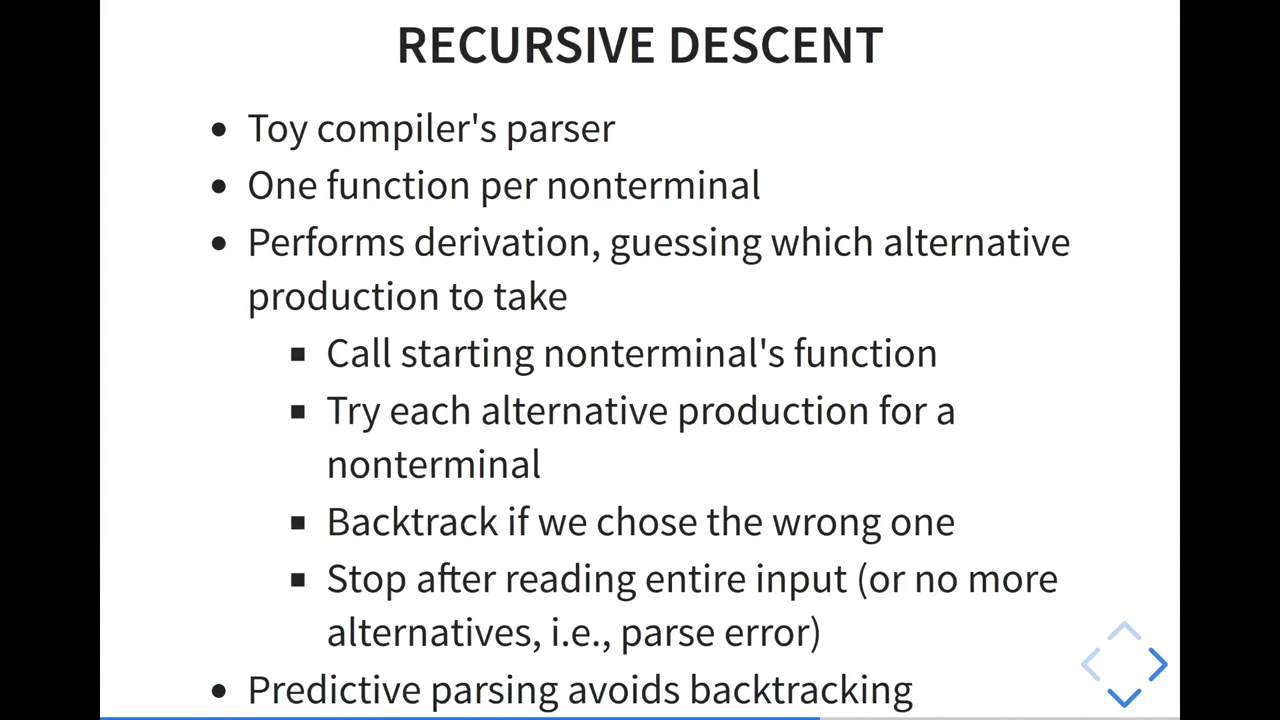 RECURSIVE DESCENT
Toy compiler's parser
One function per nonterminal
Performs derivation, guessing which alternative
production to take
Call starting nonterminal's function
Try each alternative production for a
nonterminal
Backtrack if we chose the wrong one
Stop after reading entire input (or no more
alternatives, i.e., parse error)
Predictive parsing avoids backtracking